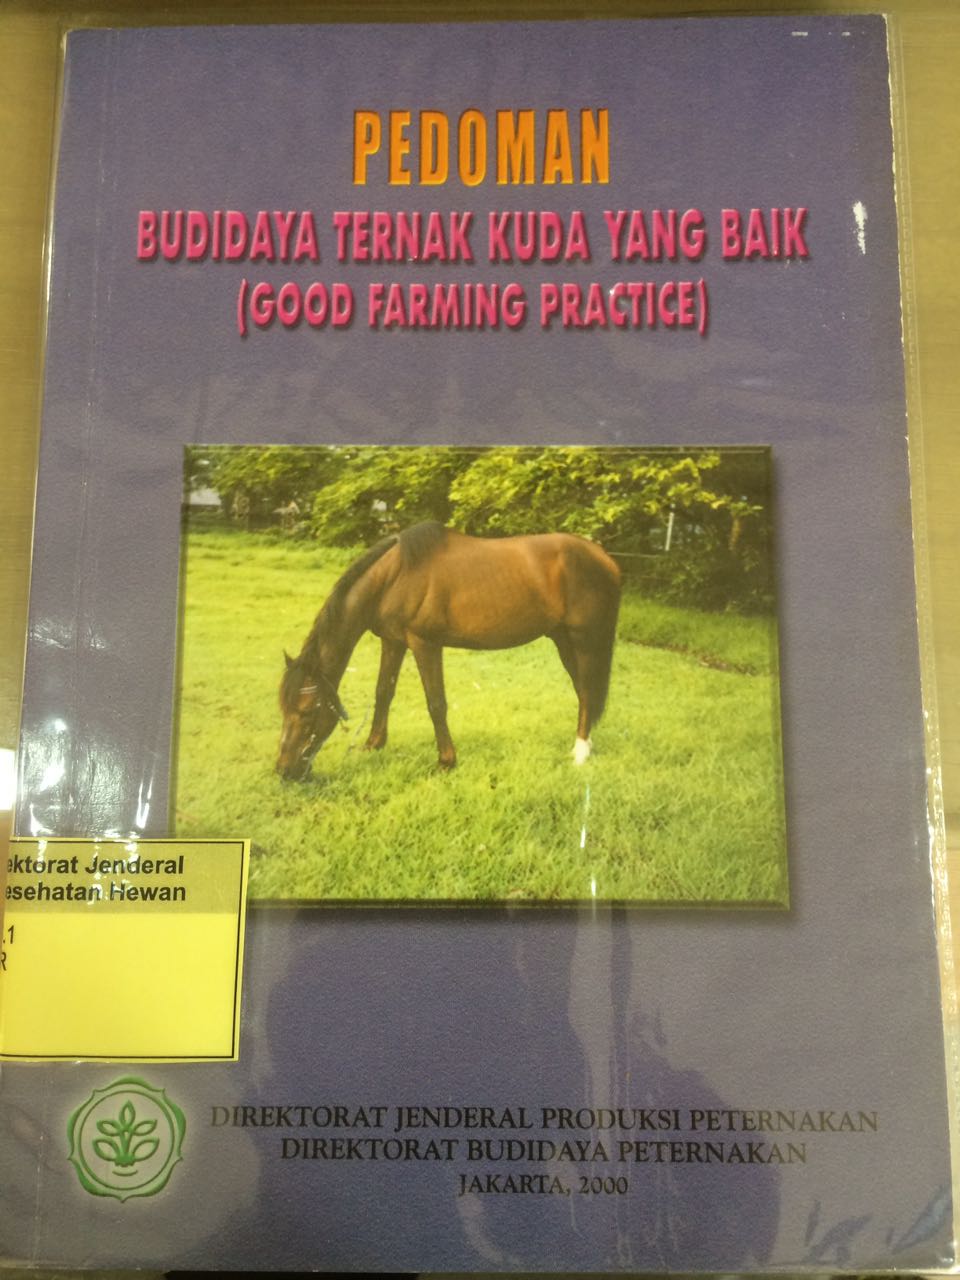 PEDOMAN
BUDIDAYA TERNAK KUDA YANG BAIK
(GOOD FARMING PRACTICE)
ektorat Jenderal
esehatan Hewan
.1
R
DIREKTORAT JENDERAL PRODUKSI PETERNAKAN
DIREKTORAT BUDIDAYA PETERNAKAN
JAKARTA, 2000